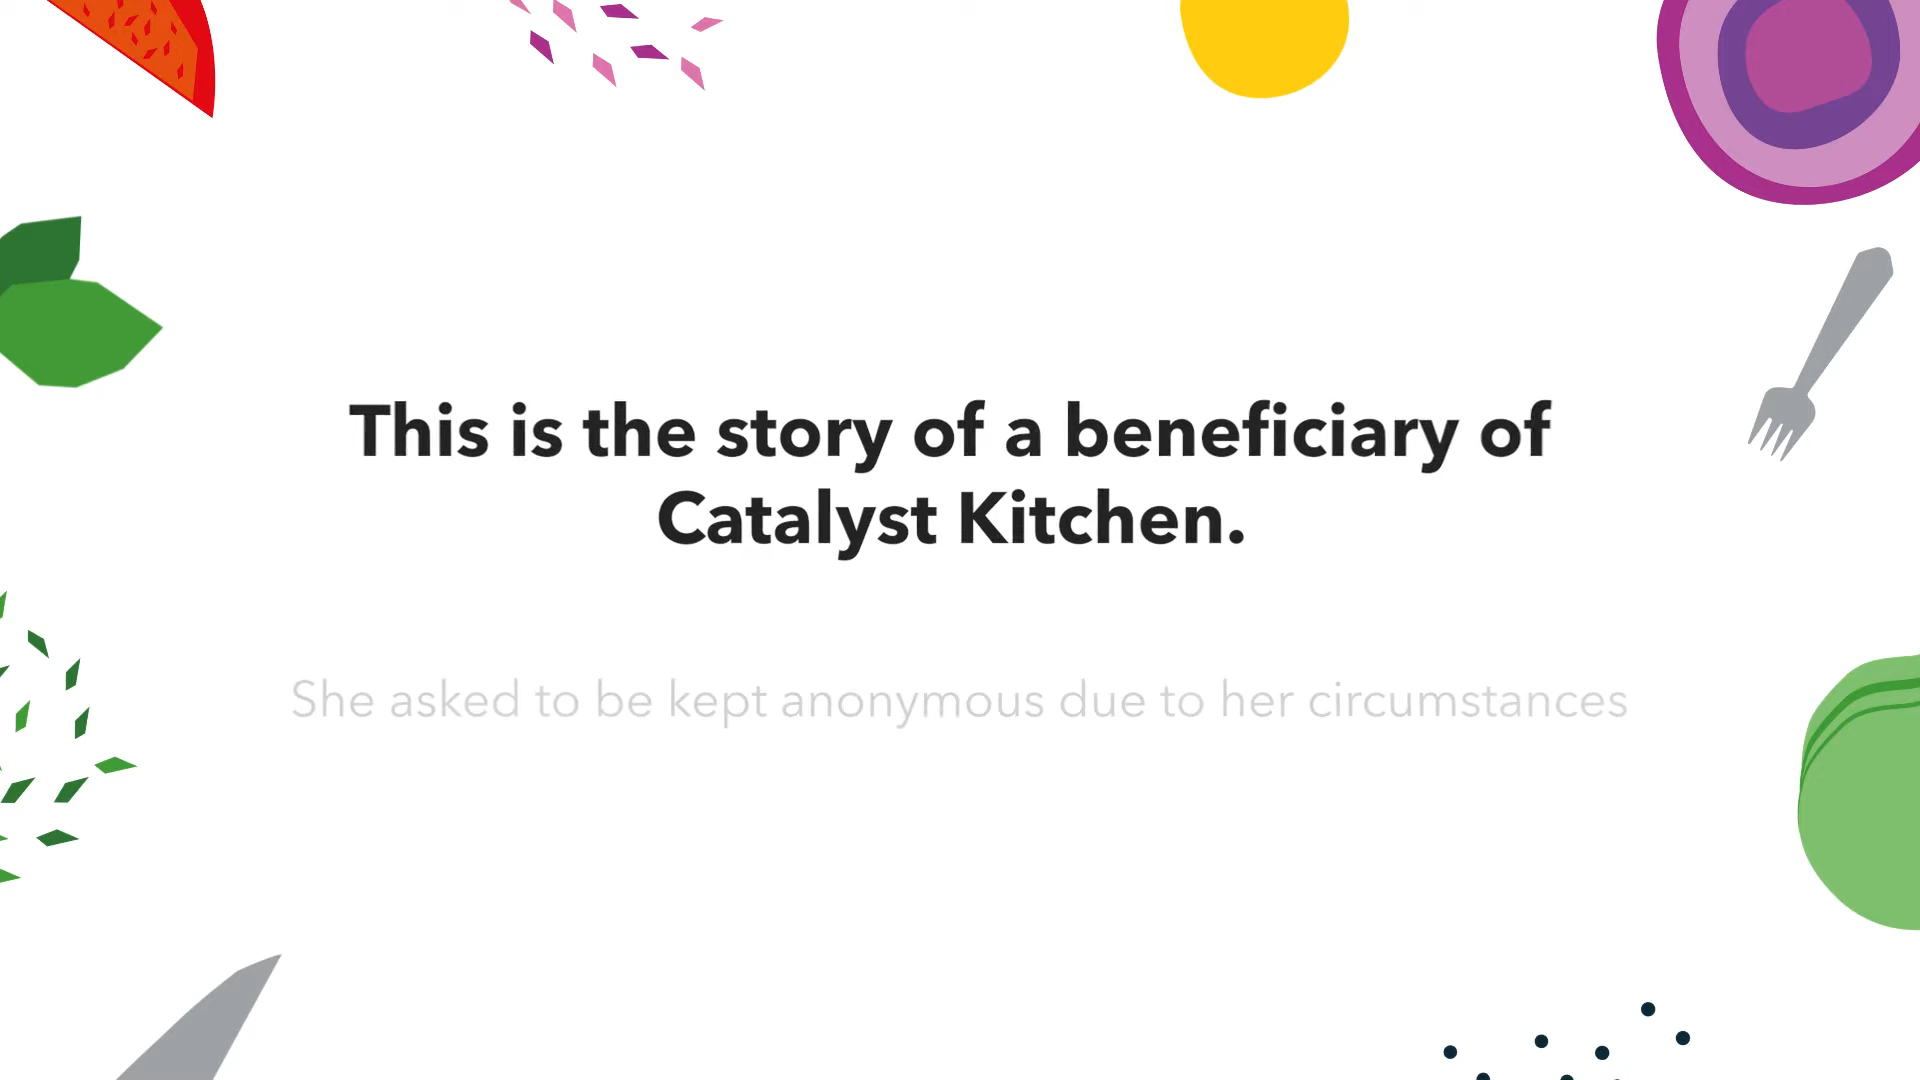 This is the story of a beneficiary of
Catalyst Kitchen.
She asked to be kept anonymous due to her circumstances